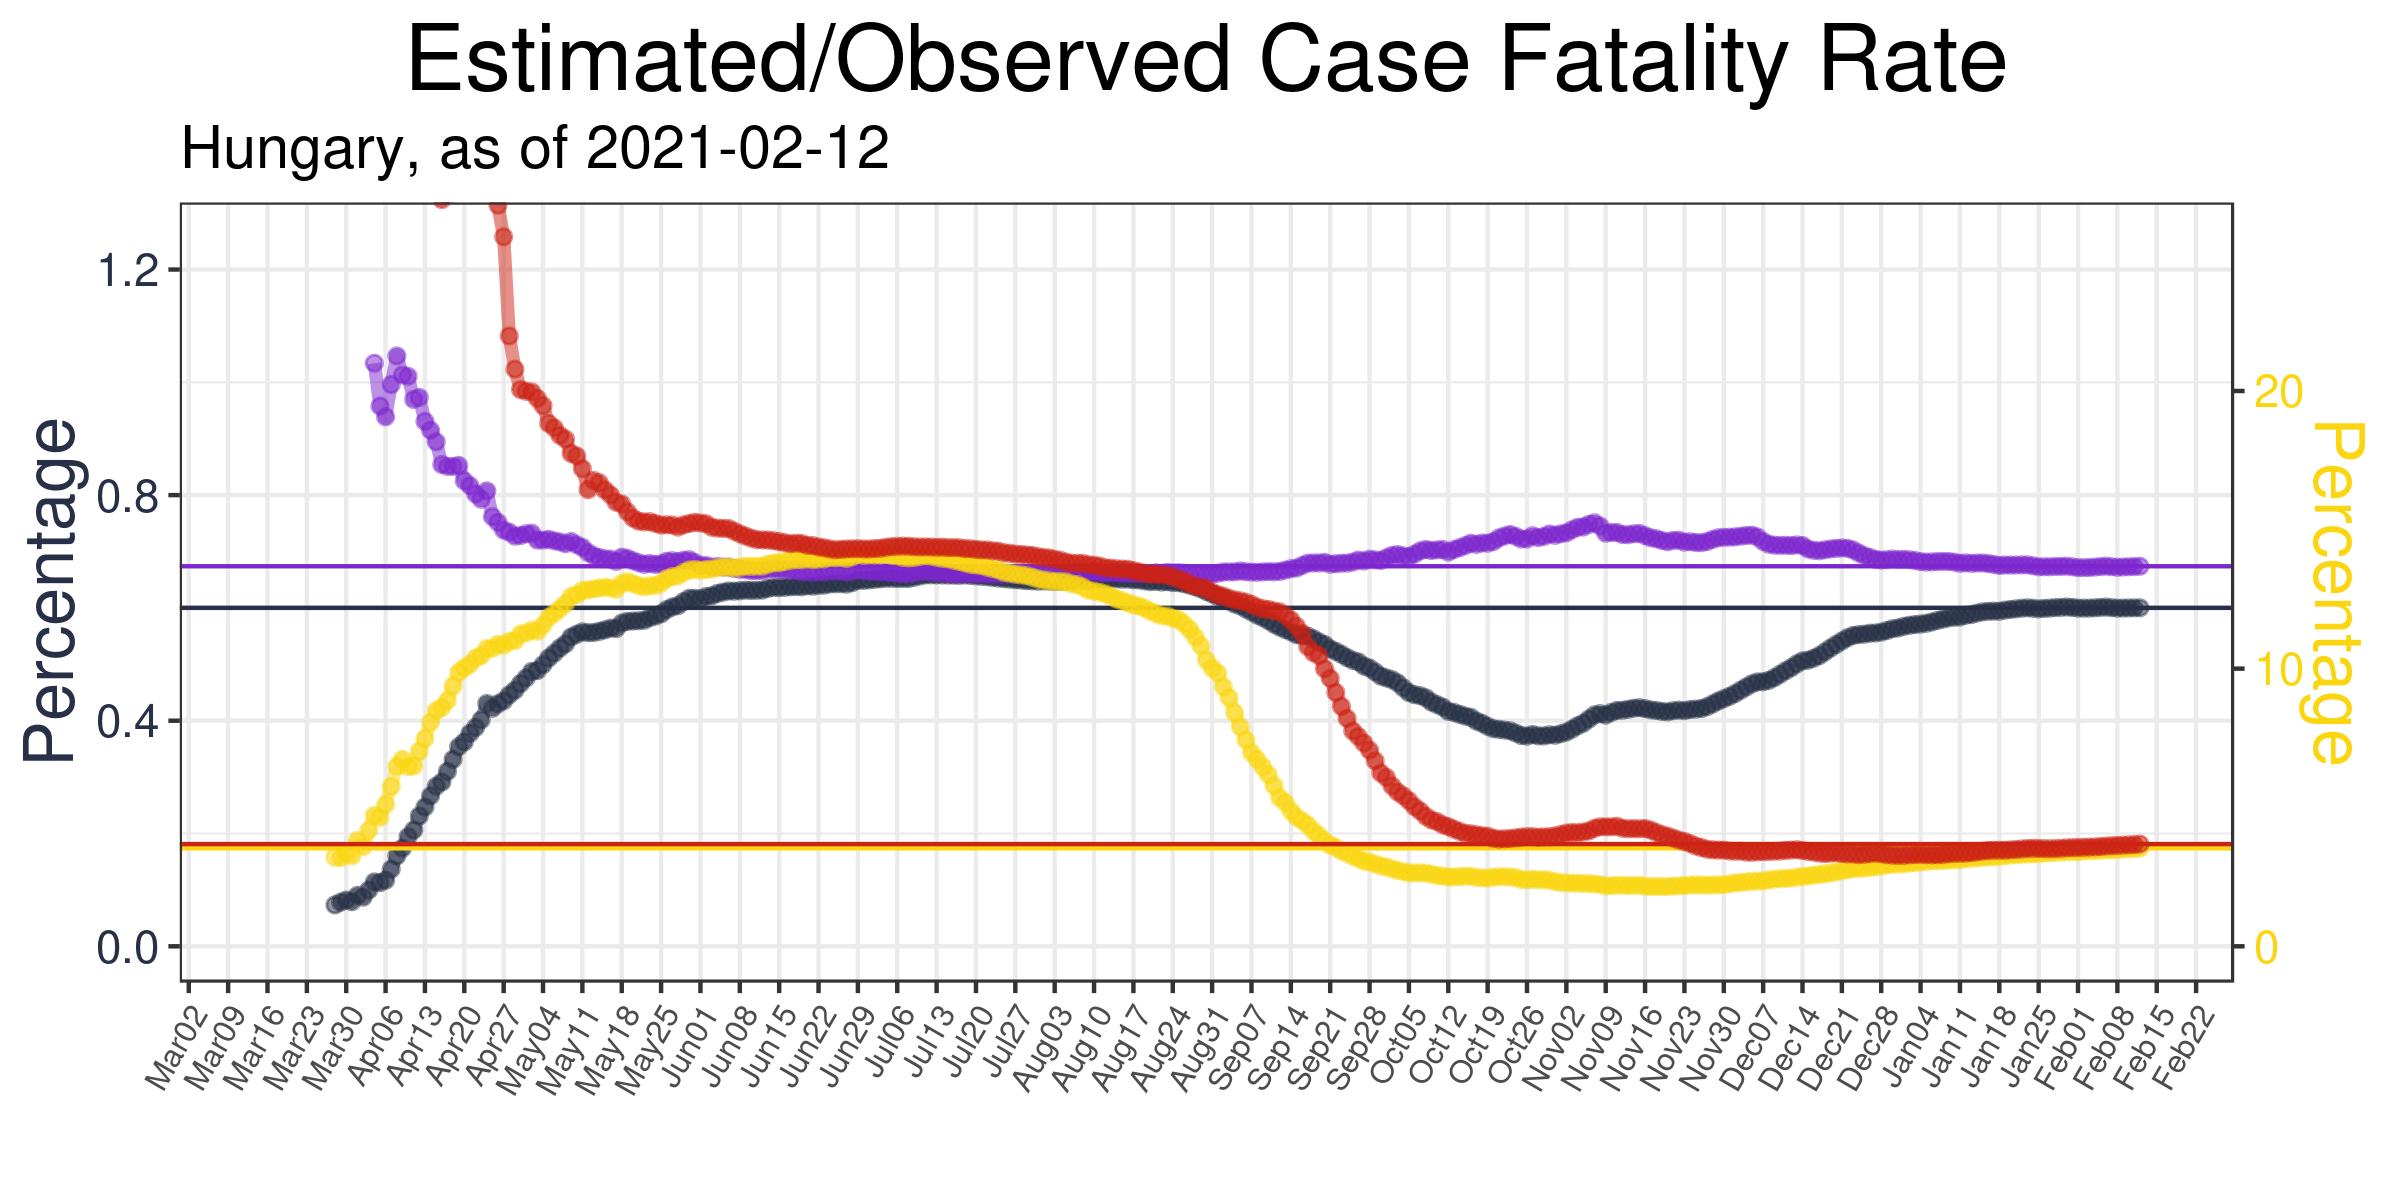 Estimated/Observed Case Fatality Rate
Hungary, as of 2021-02-12
Percentage
1.2
0.8
0.4
0.0
20
10
0
Percentage
Mar02
Mar09
Mar16
Mar23
Mar30
Apr06
Apr13
Apr20
Apr27
May04
May11
May18
May25
Jun01
Jun08
Jun15
Jun22
Jun29
Jul06
Jul13
Jul20
Jul27
Aug03
Aug10
Aug17
Aug24
Aug31
Sep07
Sep14
Sep21
Sep28
Oct05
Oct12
Oct19
Oct26
Nov02
Nov09
Nov16
Nov23
Nov30
Dec07
Dec14
Dec21
Dec28
Jan04
Jan11
Jan18
Jan25
Feb01
Feb08
Feb15
Feb22